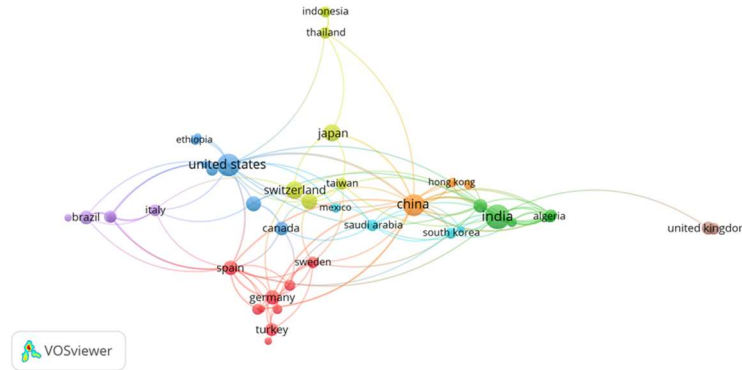 indonesia
thailand
japan
ethiopia
united states
switzerland
taiwan
hong kong
mexico
china
italy
brazil
india
algeria
canada
saudi arabia
south korea
united kingdom
sweden
spain
germany
turkey
VOSviewer